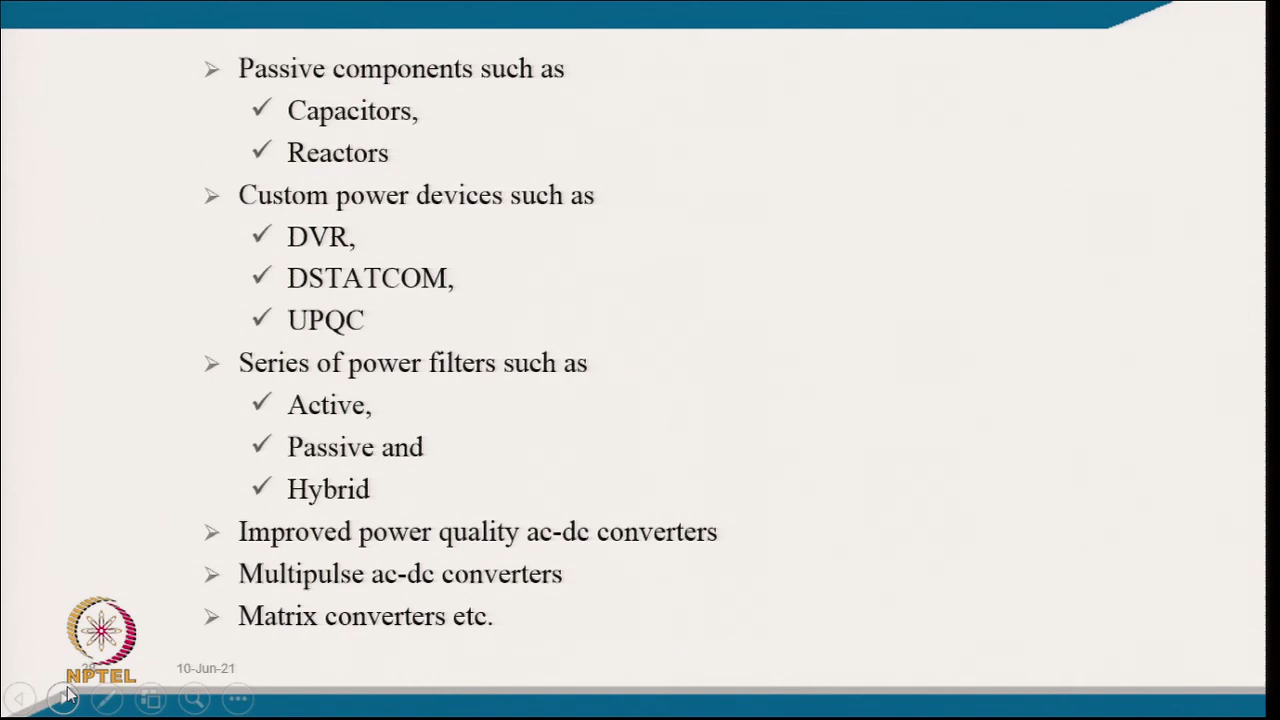 Passive components such as
Capacitors,
Reactors
Custom power devices such as
DVR,
DSTATCOM,
UPQC
Series of power filters such as
Active,
Passive and
Hybrid
Improved power quality ac-dc converters
Multipulse ac-dc converters
Matrix converters etc.
10-Jun-21
NPTEL